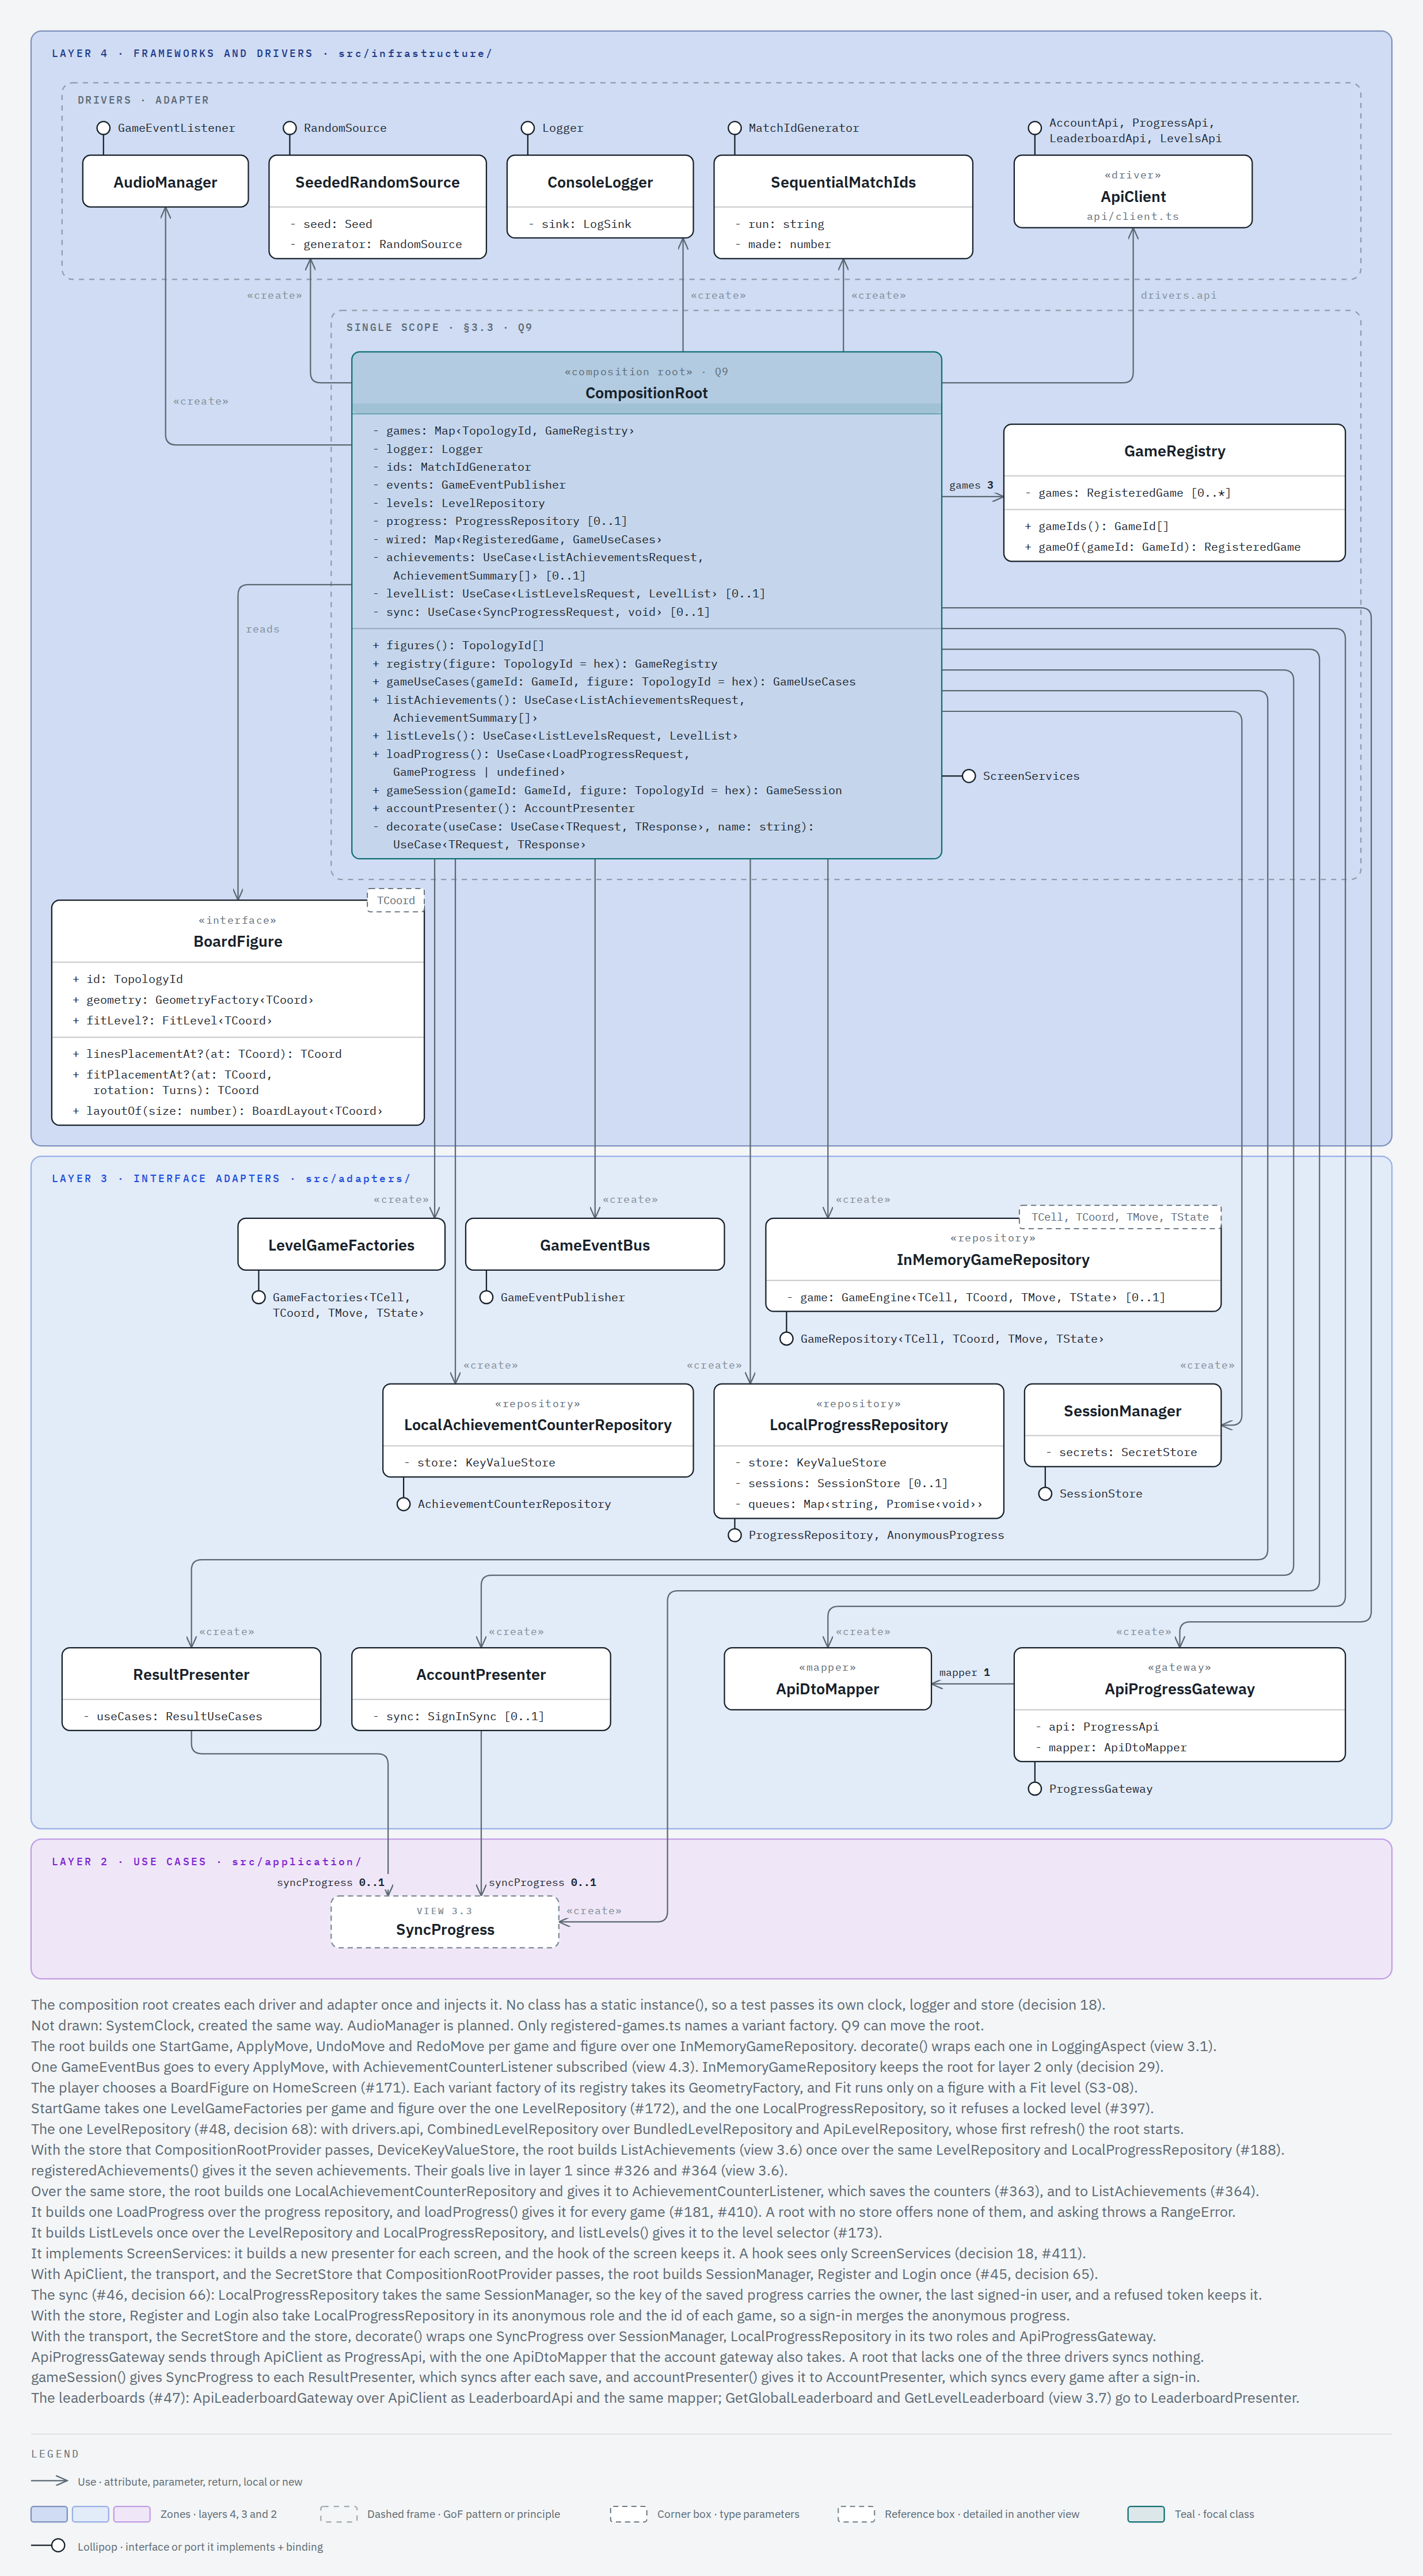 LAYER 4 · FRAMEWORKS AND DRIVERS · src/infrastructure/
DRIVERS · ADAPTER
GameEventListener
RandomSource
Logger
MatchIdGenerator
AccountApi, ProgressApi,
LeaderboardApi, LevelsApi
AudioManager
SeededRandomSource
- seed: Seed
- generator: RandomSource
ConsoleLogger
- sink: LogSink
SequentialMatchIds
- run: string
- made: number
«driver»
ApiClient
api/client.ts
«create»
«create»
«create»
drivers.api
SINGLE SCOPE · §3.3 · Q9
«create»
«composition root» · Q9
CompositionRoot
- games: Map‹TopologyId, GameRegistry›
- logger: Logger
- ids: MatchIdGenerator
- events: GameEventPublisher
- levels: LevelRepository
- progress: ProgressRepository [0..1]
- wired: Map‹RegisteredGame, GameUseCases›
- achievements: UseCase‹ListAchievementsRequest,
AchievementSummary[]› [0..1]
- levelList: UseCase‹ListLevelsRequest, LevelList› [0..1]
- sync: UseCase‹SyncProgressRequest, void› [0..1]
+ figures(): TopologyId[]
+ registry(figure: TopologyId = hex): GameRegistry
+ gameUseCases(gameId: GameId, figure: TopologyId = hex): GameUseCases
+ listAchievements(): UseCase‹ListAchievementsRequest,
AchievementSummary[]›
+ listLevels(): UseCase‹ListLevelsRequest, LevelList›
+ loadProgress(): UseCase‹LoadProgressRequest,
GameProgress | undefined›
+ gameSession(gameId: GameId, figure: TopologyId = hex): GameSession
+ accountPresenter(): AccountPresenter
- decorate(useCase: UseCase‹TRequest, TResponse›, name: string):
UseCase‹TRequest, TResponse›
games 3
GameRegistry
- games: RegisteredGame [0..*]
+ gameIds(): GameId[]
+ gameOf(gameId: GameId): RegisteredGame
reads
ScreenServices
TCoord
«interface»
BoardFigure
+ id: TopologyId
+ geometry: GeometryFactory‹TCoord›
+ fitLevel?: FitLevel‹TCoord›
+ linesPlacementAt?(at: TCoord): TCoord
+ fitPlacementAt?(at: TCoord,
rotation: Turns): TCoord
+ layoutOf(size: number): BoardLayout‹TCoord›
LAYER 3 · INTERFACE ADAPTERS · src/adapters/
«create»
«create»
«create»
LevelGameFactories
GameFactories‹TCell,
TCoord, TMove, TState›
GameEventBus
GameEventPublisher
TCell, TCoord, TMove, TState
«repository»
InMemoryGameRepository
- game: GameEngine‹TCell, TCoord, TMove, TState› [0..1]
GameRepository‹TCell, TCoord, TMove, TState›
«create»
«create»
«create»
«repository»
LocalAchievementCounterRepository
- store: KeyValueStore
AchievementCounterRepository
«repository»
LocalProgressRepository
- store: KeyValueStore
- sessions: SessionStore [0..1]
- queues: Map‹string, Promise‹void››
ProgressRepository, AnonymousProgress
SessionManager
- secrets: SecretStore
SessionStore
«create»
«create»
«create»
«create»
ResultPresenter
- useCases: ResultUseCases
AccountPresenter
- sync: SignInSync [0..1]
«mapper»
ApiDtoMapper
mapper 1
«gateway»
ApiProgressGateway
- api: ProgressApi
- mapper: ApiDtoMapper
ProgressGateway
LAYER 2 · USE CASES · src/application/
syncProgress 0..1
syncProgress 0..1
VIEW 3.3
SyncProgress
«create»
The composition root creates each driver and adapter once and injects it. No class has a static instance(), so a test passes its own clock, logger and store (decision 18).
Not drawn: SystemClock, created the same way. AudioManager is planned. Only registered-games.ts names a variant factory. Q9 can move the root.
The root builds one StartGame, ApplyMove, UndoMove and RedoMove per game and figure over one InMemoryGameRepository. decorate() wraps each one in LoggingAspect (view 3.1).
One GameEventBus goes to every ApplyMove, with AchievementCounterListener subscribed (view 4.3). InMemoryGameRepository keeps the root for layer 2 only (decision 29).
The player chooses a BoardFigure on HomeScreen (#171). Each variant factory of its registry takes its GeometryFactory, and Fit runs only on a figure with a Fit level (S3-08).
StartGame takes one LevelGameFactories per game and figure over the one LevelRepository (#172), and the one LocalProgressRepository, so it refuses a locked level (#397).
The one LevelRepository (#48, decision 68): with drivers.api, CombinedLevelRepository over BundledLevelRepository and ApiLevelRepository, whose first refresh() the root starts.
With the store that CompositionRootProvider passes, DeviceKeyValueStore, the root builds ListAchievements (view 3.6) once over the same LevelRepository and LocalProgressRepository (#188).
registeredAchievements() gives it the seven achievements. Their goals live in layer 1 since #326 and #364 (view 3.6).
Over the same store, the root builds one LocalAchievementCounterRepository and gives it to AchievementCounterListener, which saves the counters (#363), and to ListAchievements (#364).
It builds one LoadProgress over the progress repository, and loadProgress() gives it for every game (#181, #410). A root with no store offers none of them, and asking throws a RangeError.
It builds ListLevels once over the LevelRepository and LocalProgressRepository, and listLevels() gives it to the level selector (#173).
It implements ScreenServices: it builds a new presenter for each screen, and the hook of the screen keeps it. A hook sees only ScreenServices (decision 18, #411).
With ApiClient, the transport, and the SecretStore that CompositionRootProvider passes, the root builds SessionManager, Register and Login once (#45, decision 65).
The sync (#46, decision 66): LocalProgressRepository takes the same SessionManager, so the key of the saved progress carries the owner, the last signed-in user, and a refused token keeps it.
With the store, Register and Login also take LocalProgressRepository in its anonymous role and the id of each game, so a sign-in merges the anonymous progress.
With the transport, the SecretStore and the store, decorate() wraps one SyncProgress over SessionManager, LocalProgressRepository in its two roles and ApiProgressGateway.
ApiProgressGateway sends through ApiClient as ProgressApi, with the one ApiDtoMapper that the account gateway also takes. A root that lacks one of the three drivers syncs nothing.
gameSession() gives SyncProgress to each ResultPresenter, which syncs after each save, and accountPresenter() gives it to AccountPresenter, which syncs every game after a sign-in.
The leaderboards (#47): ApiLeaderboardGateway over ApiClient as LeaderboardApi and the same mapper; GetGlobalLeaderboard and GetLevelLeaderboard (view 3.7) go to LeaderboardPresenter.
LEGEND
Use · attribute, parameter, return, local or new
Zones · layers 4, 3 and 2
Dashed frame · GoF pattern or principle
Corner box · type parameters
Reference box · detailed in another view
Teal · focal class
Lollipop · interface or port it implements + binding